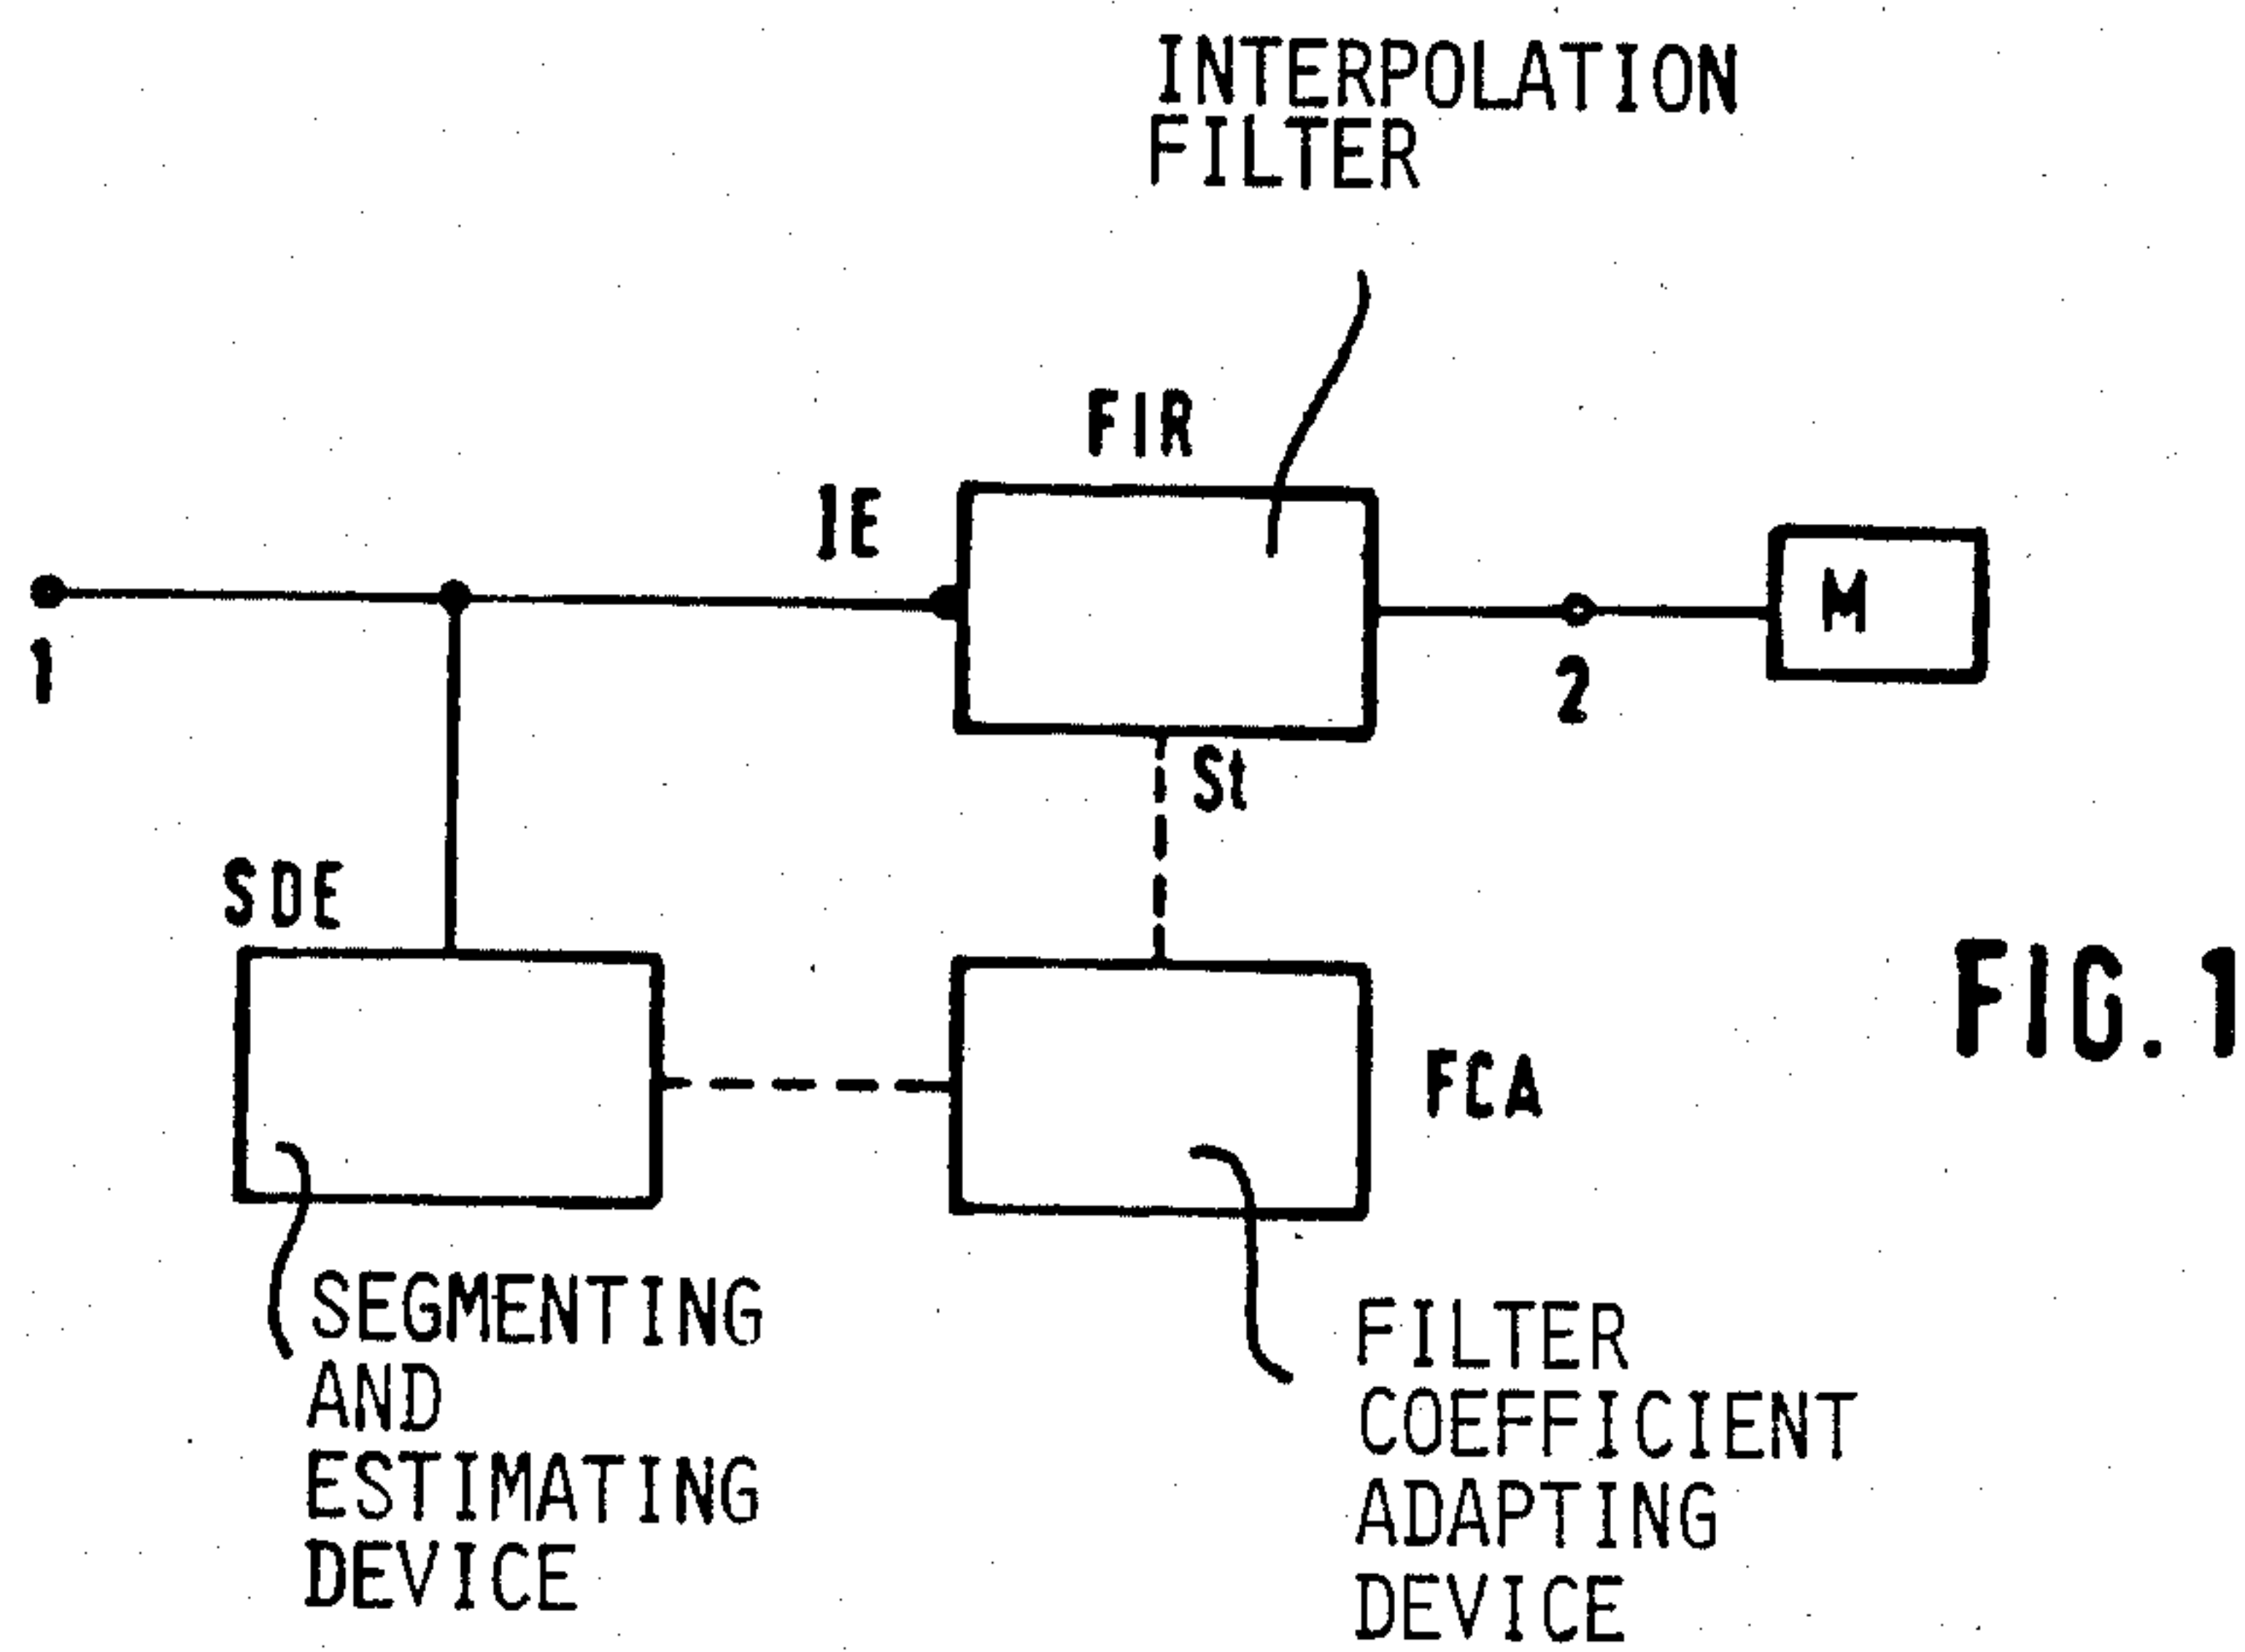 INTERPOLATION
FILTER
FIR
IE
M
1
2
St
SDE
FIG. 1
FCA
SEGMENTING
AND
ESTIMATING
DEVICE
FILTER
COEFFICIENT
ADAPTING
DEVICE